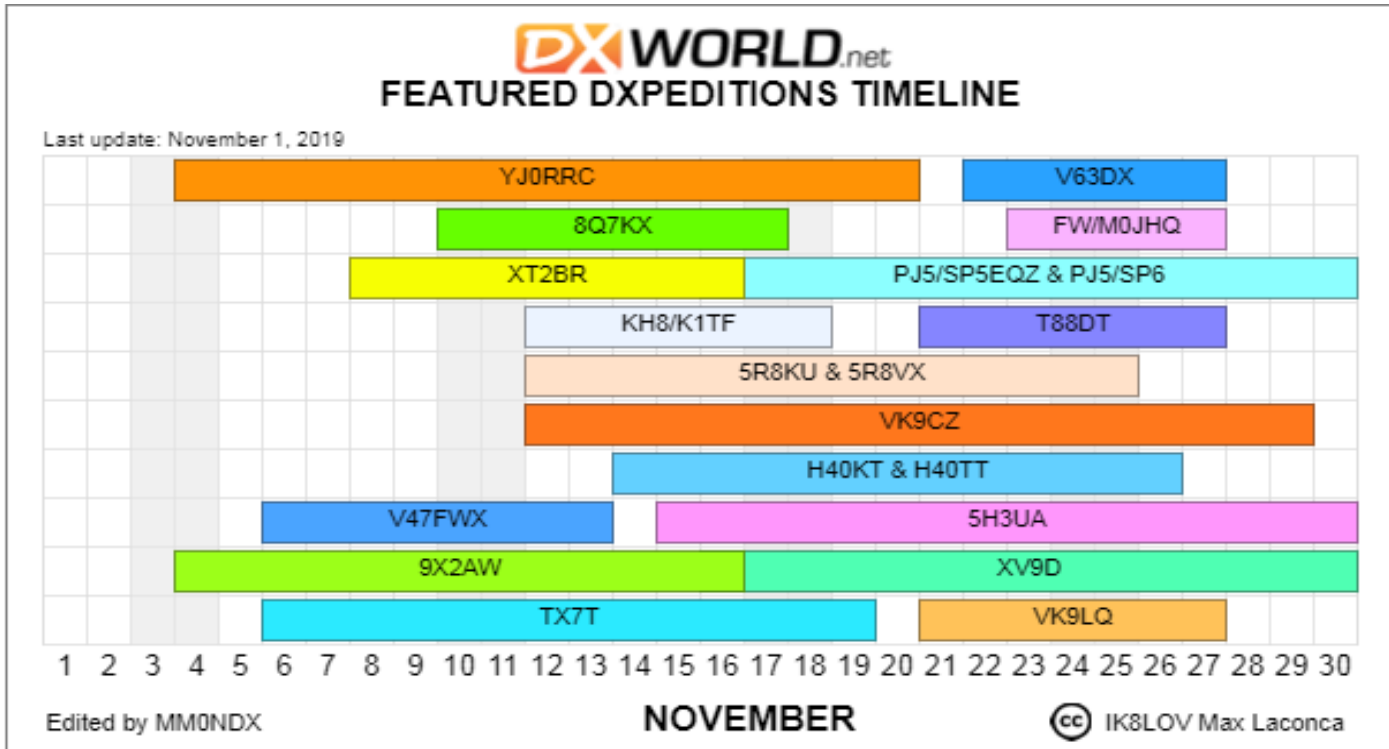 DXWORLD.net
FEATURED DXPEDITIONS TIMELINE
Last update: November 1, 2019
YJ0RRC V63DX
8Q7KX FW/M0JHQ
XT2BR PJ5/SP5EQZ & PJ5/SP6
KH8/K1TF T88DT
5R8KU & 5R8VX
VK9CZ
H40KT & H40TT
V47FWX 5H3UA
9X2AW XV9D
TX7T VK9LQ
1 2 3 4 5 6 7 8 9 10 11 12 13 14 15 16 17 18 19 20 21 22 23 24 25 26 27 28 29 30
Edited by MM0NDX NOVEMBER cc IK8LOV Max Laconca